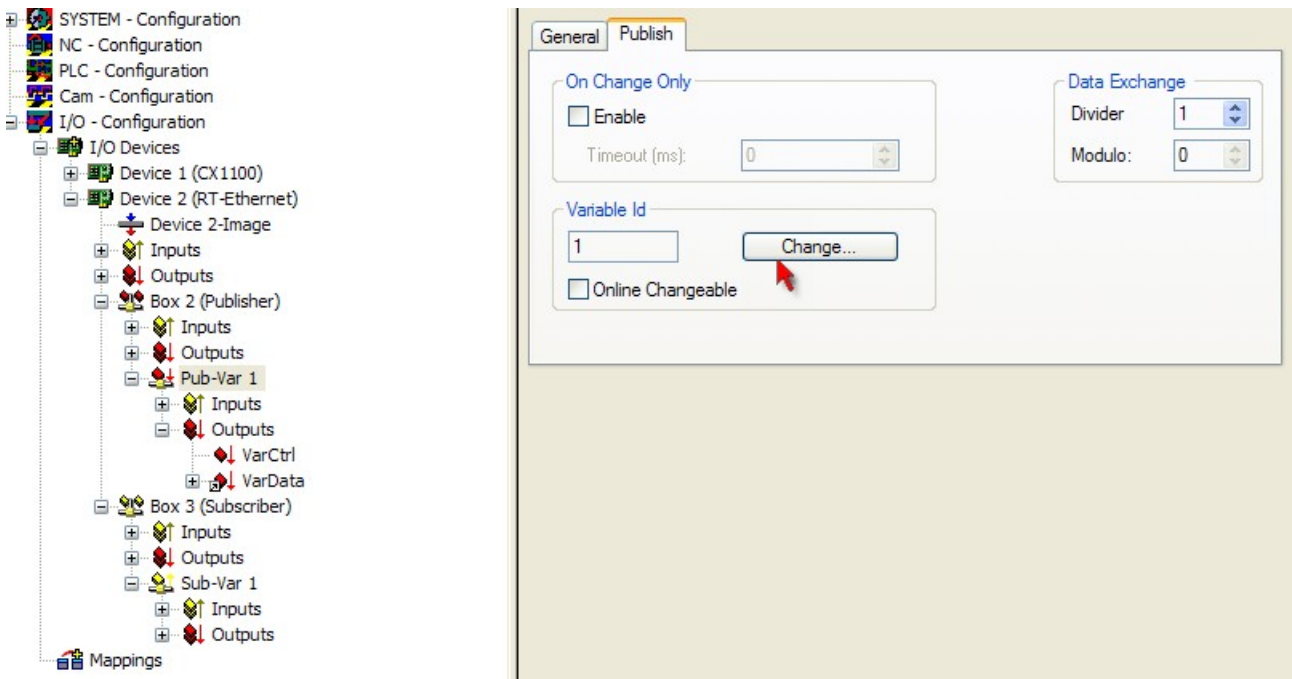 SYSTEM - Configuration
NC - Configuration
PLC - Configuration
Cam - Configuration
I/O - Configuration
I/O Devices
Device 1 (CX1100)
Device 2 (RT-Ethernet)
Device 2-Image
Inputs
Outputs
Box 2 (Publisher)
Inputs
Outputs
Pub-Var 1
Inputs
Outputs
VarCtrl
VarData
Box 3 (Subscriber)
Inputs
Outputs
Sub-Var 1
Inputs
Outputs
Mappings
General Publish
On Change Only
Enable
Timeout (ms): 0
Variable Id
1 Change...
Online Changeable
Data Exchange
Divider 1
Modulo: 0